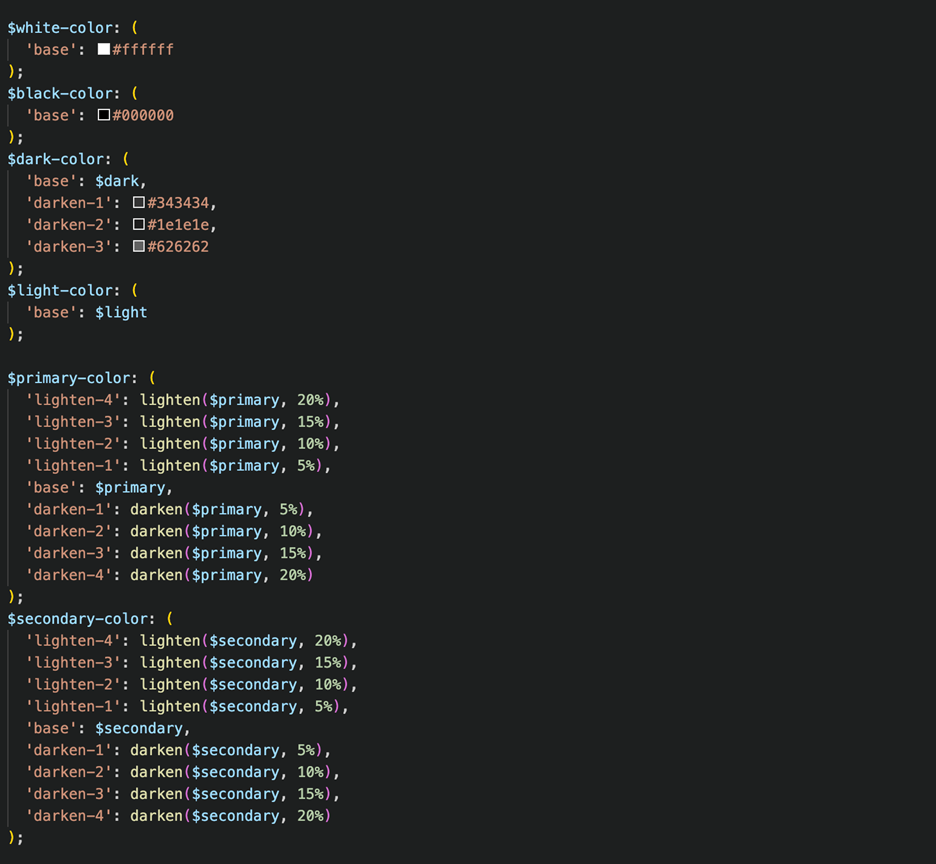 $white-color: (
  'base': #ffffff
);
$black-color: (
  'base': #000000
);
$dark-color: (
  'base': $dark,
  'darken-1': #343434,
  'darken-2': #1e1e1e,
  'darken-3': #626262
);
$light-color: (
  'base': $light
);

$primary-color: (
  'lighten-4': lighten($primary, 20%),
  'lighten-3': lighten($primary, 15%),
  'lighten-2': lighten($primary, 10%),
  'lighten-1': lighten($primary, 5%),
  'base': $primary,
  'darken-1': darken($primary, 5%),
  'darken-2': darken($primary, 10%),
  'darken-3': darken($primary, 15%),
  'darken-4': darken($primary, 20%)
);
$secondary-color: (
  'lighten-4': lighten($secondary, 20%),
  'lighten-3': lighten($secondary, 15%),
  'lighten-2': lighten($secondary, 10%),
  'lighten-1': lighten($secondary, 5%),
  'base': $secondary,
  'darken-1': darken($secondary, 5%),
  'darken-2': darken($secondary, 10%),
  'darken-3': darken($secondary, 15%),
  'darken-4': darken($secondary, 20%)
);